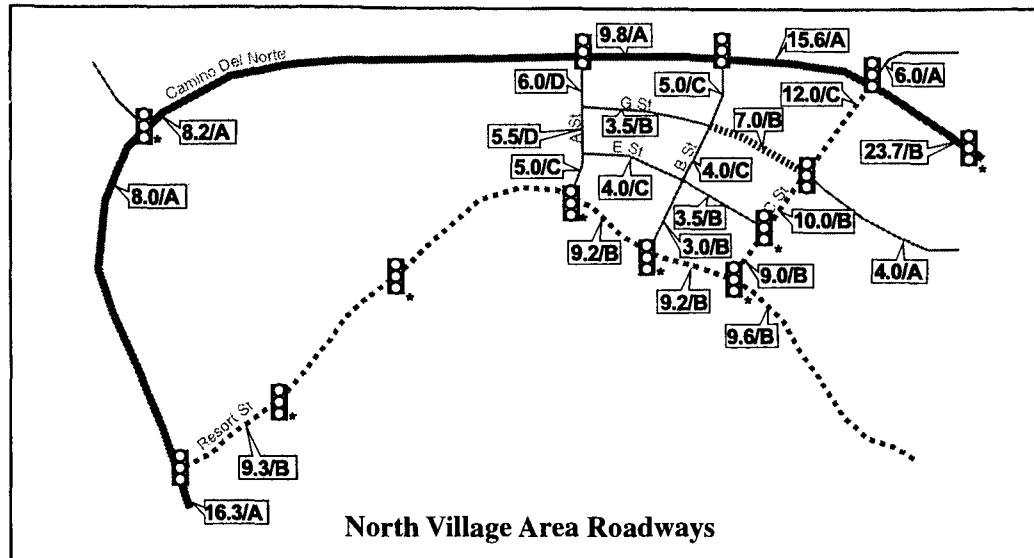 9.8/A
15.6/A
6.0/A
Camino Del Norte
6.0/D
5.0/C
12.0/C
8.2/A
G St
7.0/B
3.5/B
5.5/D
A St
23.7/B
E St
B St
5.0/C
4.0/C
4.0/C
8.0/A
C St
3.5/B
10.0/B
9.2/B
3.0/B
9.0/B
4.0/A
9.2/B
9.6/B
Resort St
9.3/B
16.3/A
North Village Area Roadways